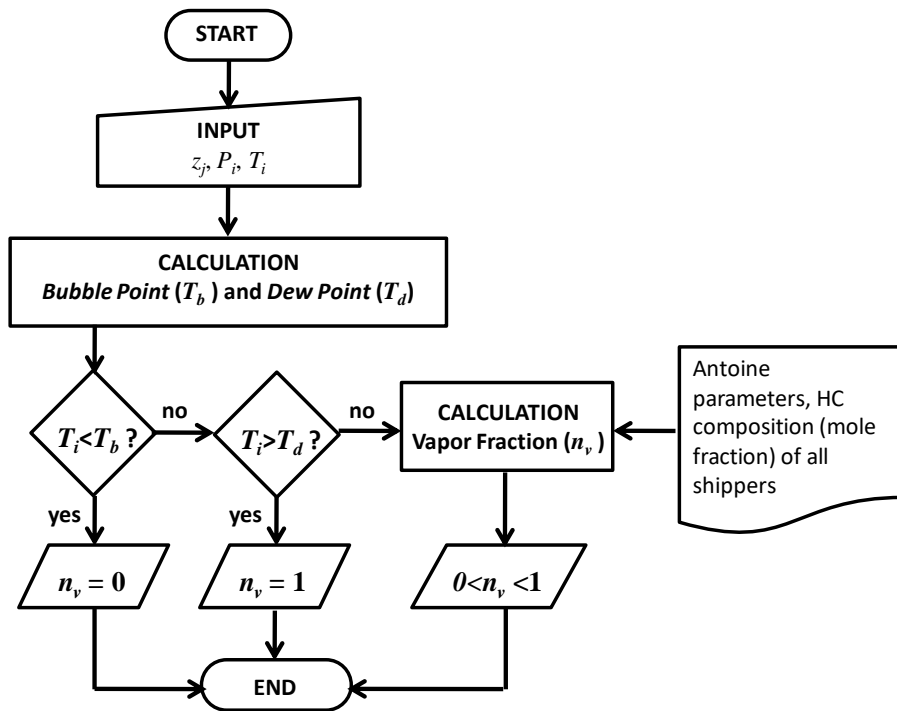 START
INPUT
z_j, P_i, T_i
CALCULATION
Bubble Point (T_b ) and Dew Point (T_d)
T_i<T_b ?
no
T_i>T_d ?
no
CALCULATION
Vapor Fraction (n_v )
Antoine
parameters, HC
composition (mole
fraction) of all
shippers
yes
yes
n_v = 0
n_v = 1
0<n_v <1
END